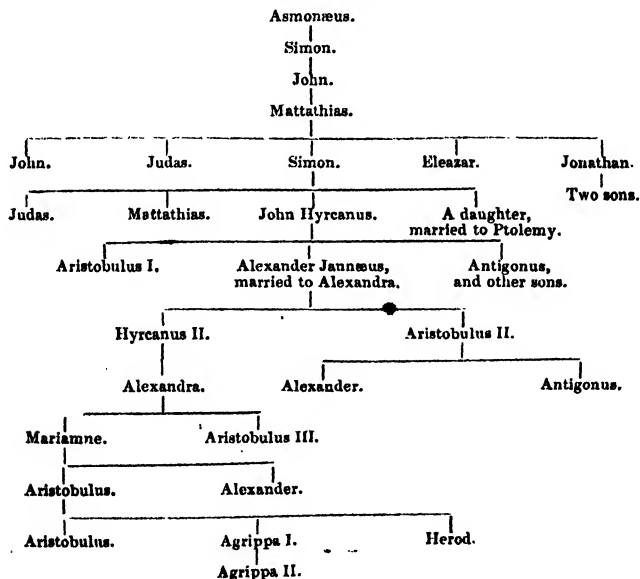 Asmonæus.
Simon.
John.
Mattathias.
John. Judas. Simon. Eleazar. Jonathan.
Two sons.
Judas. Mattathias. John Hyrcanus. A daughter,
married to Ptolemy.
Aristobulus I. Alexander Jannæus, Antigonus,
married to Alexandra. and other sons.
Hyrcanus II. Aristobulus II.
Alexandra. Alexander. Antigonus.
Mariamne. Aristobulus III.
Aristobulus. Alexander.
Aristobulus. Agrippa I. Herod.
Agrippa II.